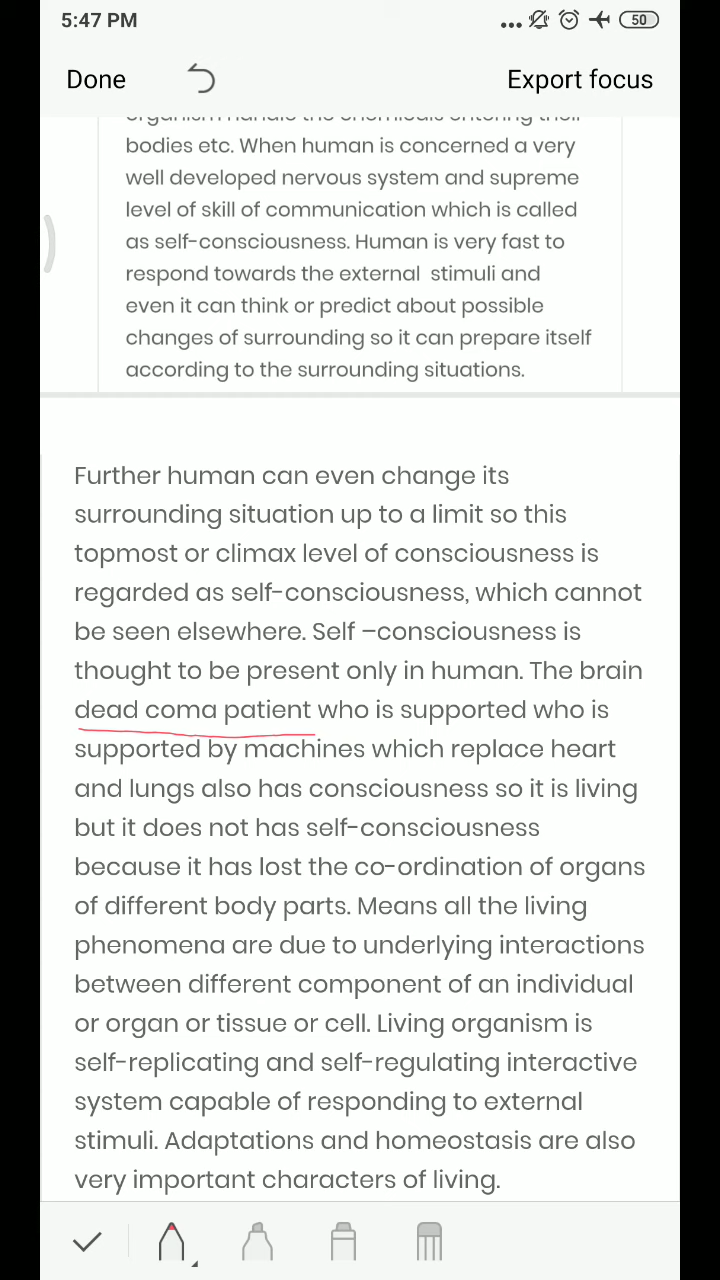 5:47 PM
50
Done
Export focus
organism handle the chemicals entering their
bodies etc. When human is concerned a very
well developed nervous system and supreme
level of skill of communication which is called
as self-consciousness. Human is very fast to
respond towards the external stimuli and
even it can think or predict about possible
changes of surrounding so it can prepare itself
according to the surrounding situations.
Further human can even change its
surrounding situation up to a limit so this
topmost or climax level of consciousness is
regarded as self-consciousness, which cannot
be seen elsewhere. Self –consciousness is
thought to be present only in human. The brain
dead coma patient who is supported who is
supported by machines which replace heart
and lungs also has consciousness so it is living
but it does not has self-consciousness
because it has lost the co-ordination of organs
of different body parts. Means all the living
phenomena are due to underlying interactions
between different component of an individual
or organ or tissue or cell. Living organism is
self-replicating and self-regulating interactive
system capable of responding to external
stimuli. Adaptations and homeostasis are also
very important characters of living.